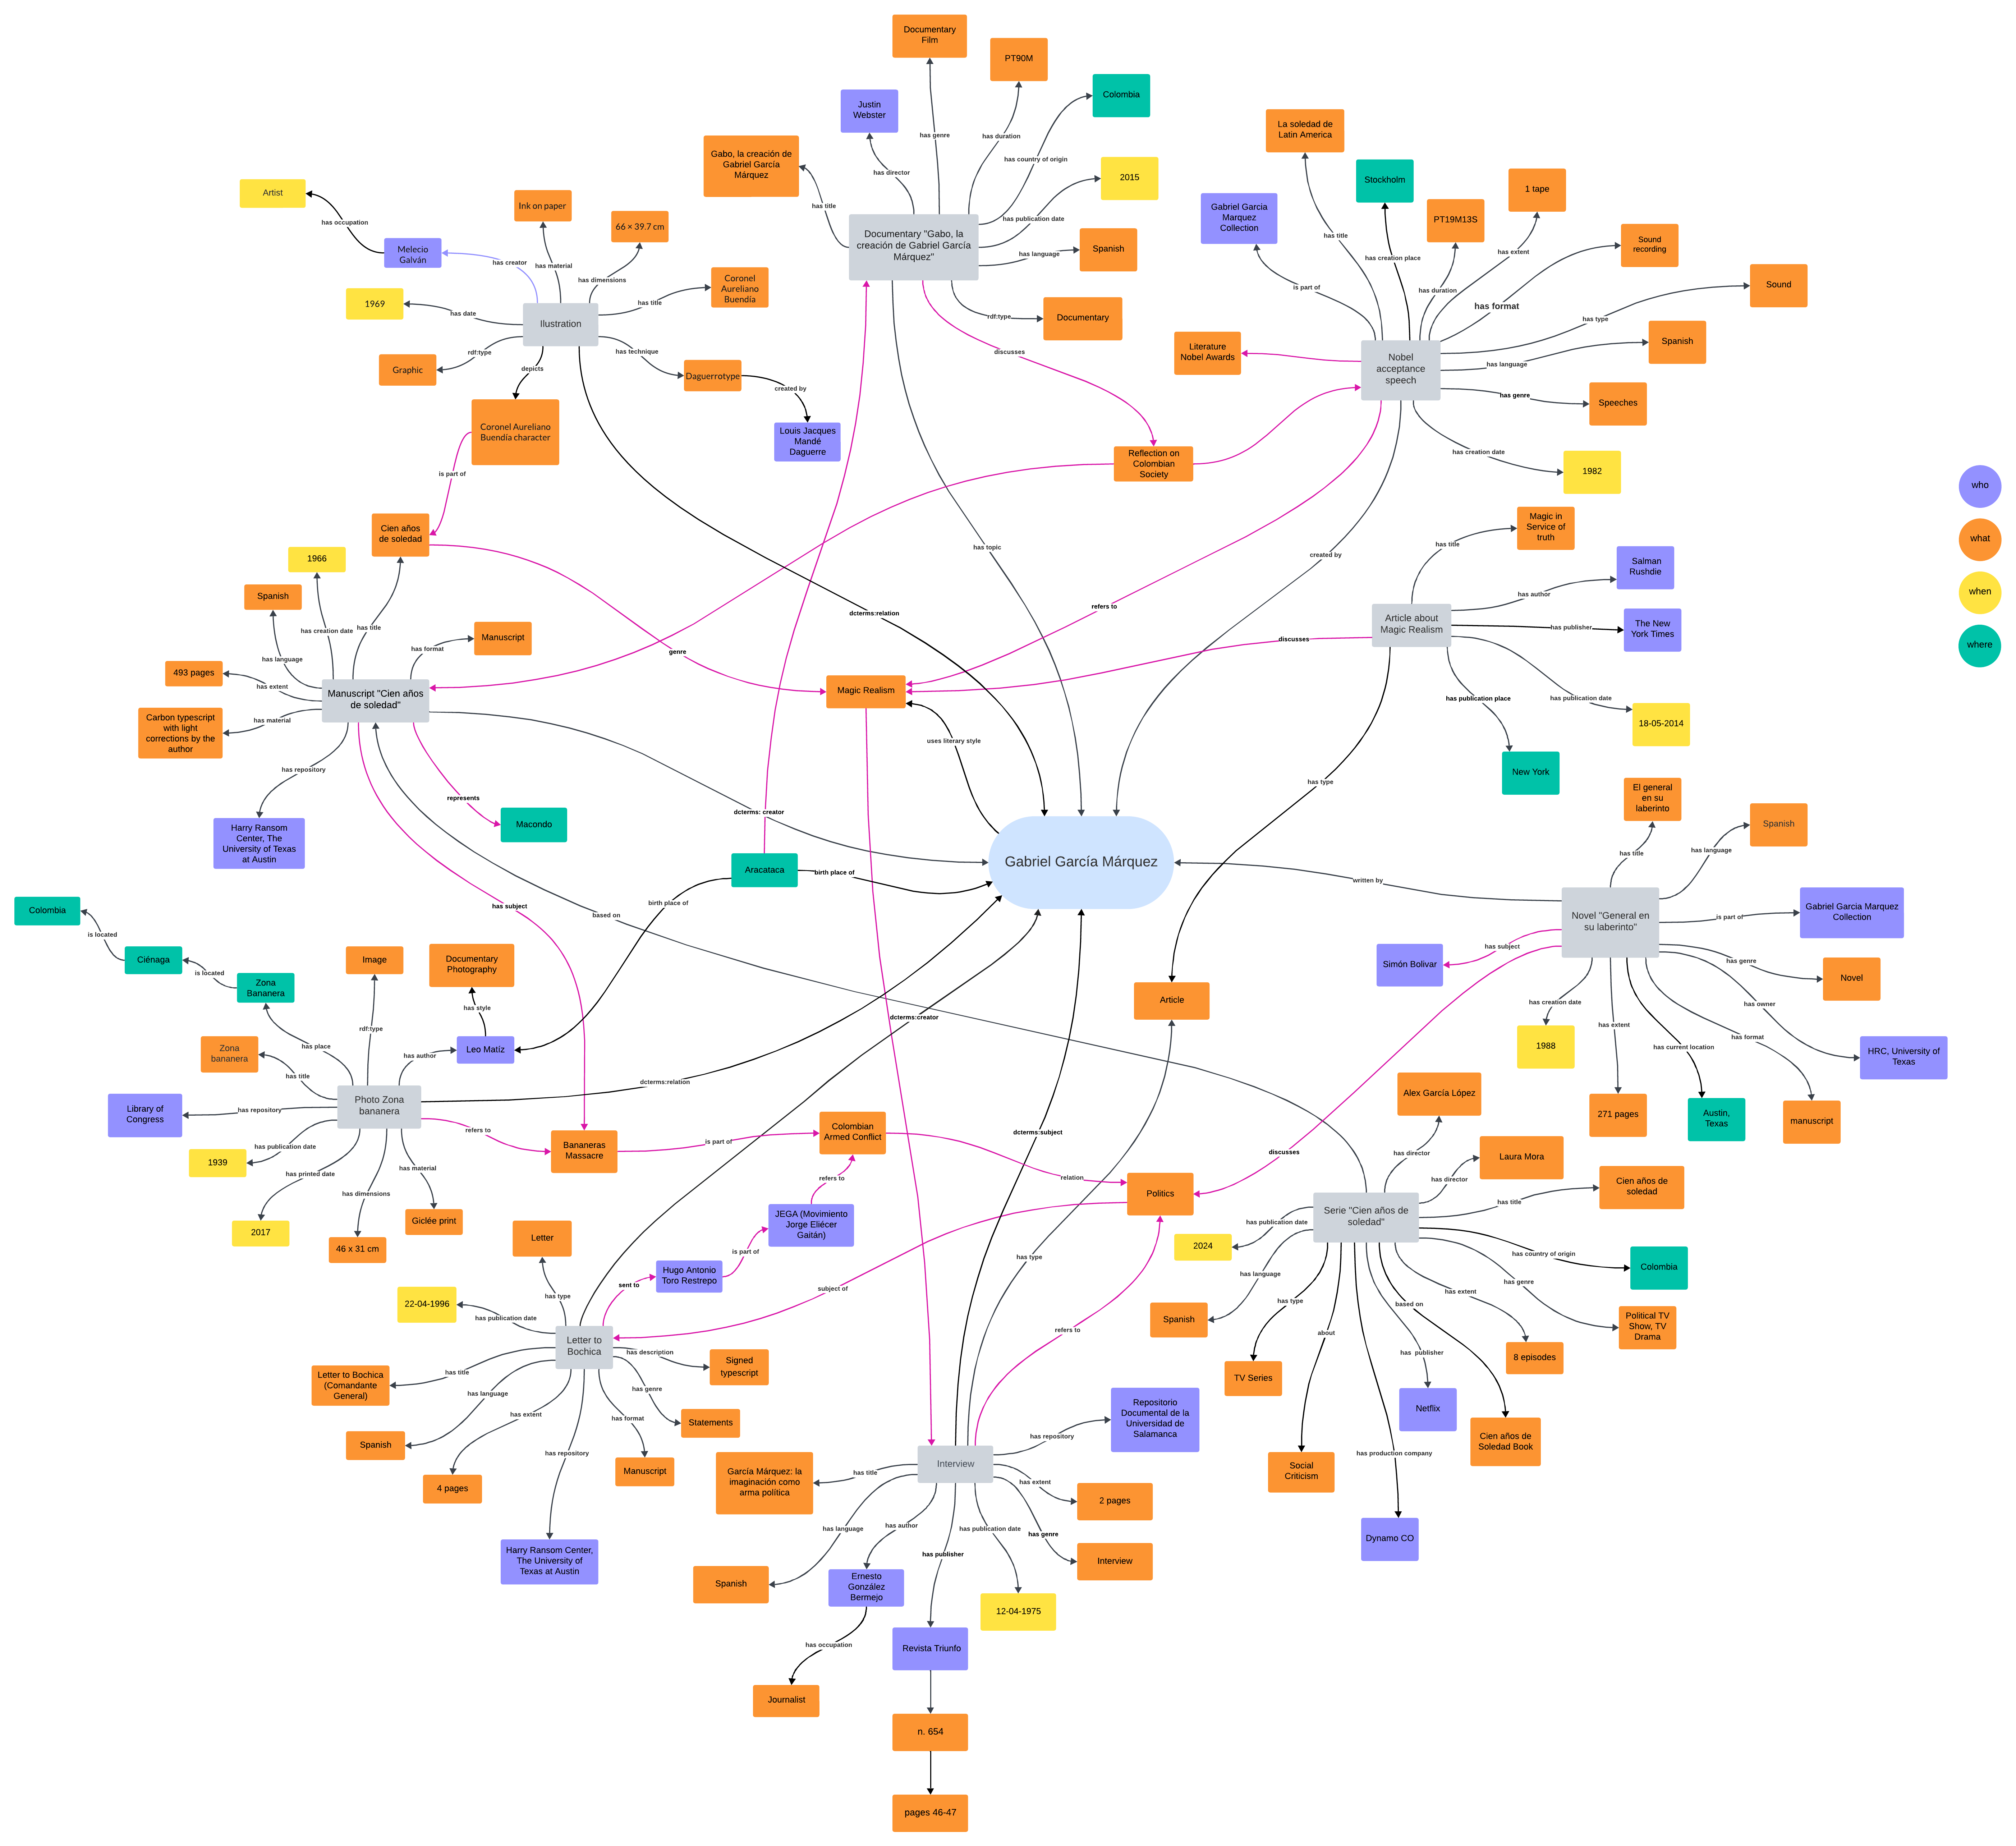 Documentary
Film
PT90M
Colombia
Justin
Webster
has genre
has duration
has country of origin
Gabo, la creación de
Gabriel García
Márquez
has director
2015
has title
has publication date
Documentary "Gabo, la
creación de Gabriel García
Márquez"
Spanish
has language
rdf:type
Documentary
discusses
La soledad de
Latin America
Stockholm
1 tape
Gabriel Garcia
Marquez
Collection
PT19M13S
Sound
recording
has title
has creation place
has extent
is part of
has duration
has format
Sound
has type
Literature
Nobel Awards
Nobel
acceptance
speech
Spanish
has language
has genre
Speeches
has creation date
1982
Reflection on
Colombian
Society
Artist
has occupation
Ink on paper
66 × 39.7 cm
Melecio
Galván
has creator
has material
has dimensions
Coronel
Aureliano
Buendía
1969
has date
has title
Ilustration
rdf:type
Graphic
depicts
has technique
Daguerrotype
created by
Louis Jacques
Mandé
Daguerre
Coronel Aureliano
Buendía character
is part of
who
what
when
where
Cien años
de soledad
1966
Spanish
has creation date
has title
Manuscript
has format
has language
493 pages
has extent
Manuscript "Cien años
de soledad"
Carbon typescript
with light
corrections by the
author
has material
has repository
represents
Harry Ransom
Center, The
University of Texas
at Austin
Macondo
has topic
created by
dcterms:relation
refers to
genre
discusses
Magic Realism
uses literary style
dcterms: creator
Magic in
Service of
truth
has title
Salman
Rushdie
has author
Article about
Magic Realism
has publisher
The New
York Times
has publication place
has publication date
18-05-2014
New York
has type
Gabriel García Márquez
Aracataca
birth place of
birth place of
based on
has subject
written by
El general
en su
laberinto
Spanish
has title
has language
Novel "General en
su laberinto"
is part of
Gabriel Garcia Marquez
Collection
has subject
Simón Bolivar
has genre
Novel
has creation date
has owner
1988
has extent
has current location
has format
HRC, University of
Texas
271 pages
Austin,
Texas
manuscript
discusses
Article
Colombia
is located
Ciénaga
is located
Zona
Bananera
Image
Documentary
Photography
has style
rdf:type
has place
Zona
bananera
has author
Leo Matíz
has title
Photo Zona
bananera
dcterms:relation
dcterms:creator
Library of
Congress
has repository
refers to
1939
has publication date
has printed date
has dimensions
has material
2017
46 x 31 cm
Giclée print
Bananeras
Massacre
is part of
Colombian
Armed Conflict
refers to
relation
Politics
dcterms:subject
JEGA (Movimiento
Jorge Eliécer
Gaitán)
is part of
Hugo Antonio
Toro Restrepo
sent to
subject of
has type
refers to
Alex García López
Laura Mora
has director
has director
Cien años de
soledad
has title
Serie "Cien años de
soledad"
has publication date
2024
has language
Spanish
has country of origin
Colombia
has genre
has type
has extent
based on
Political TV
Show, TV
Drama
about
has publisher
8 episodes
TV Series
Netflix
Cien años de
Soledad Book
Social
Criticism
has production company
Dynamo CO
Letter
22-04-1996
has type
has publication date
Letter to
Bochica
has description
Signed
typescript
Letter to Bochica
(Comandante
General)
has title
has language
has genre
has extent
has format
Statements
Spanish
has repository
4 pages
Manuscript
Harry Ransom Center,
The University of
Texas at Austin
Repositorio
Documental de la
Universidad de
Salamanca
has repository
Interview
García Márquez: la
imaginación como
arma política
has title
has extent
2 pages
has language
has author
has publication date
has genre
has publisher
Interview
Spanish
Ernesto
González
Bermejo
12-04-1975
has occupation
Revista Triunfo
Journalist
n. 654
pages 46-47